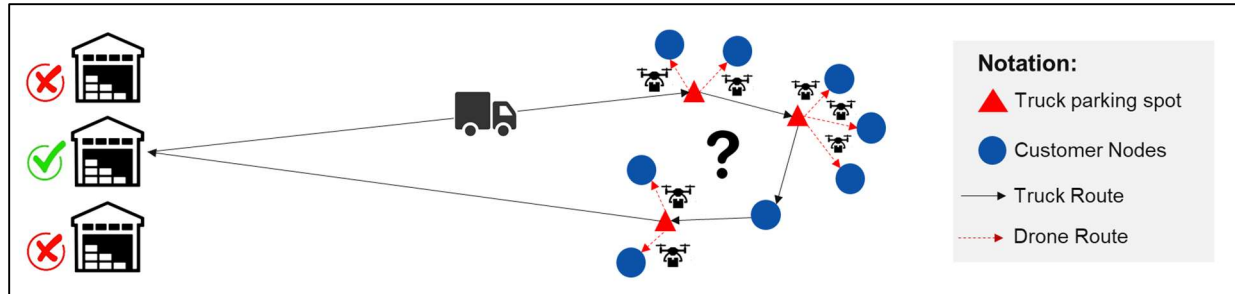 ?
Notation:
Truck parking spot
Customer Nodes
Truck Route
Drone Route